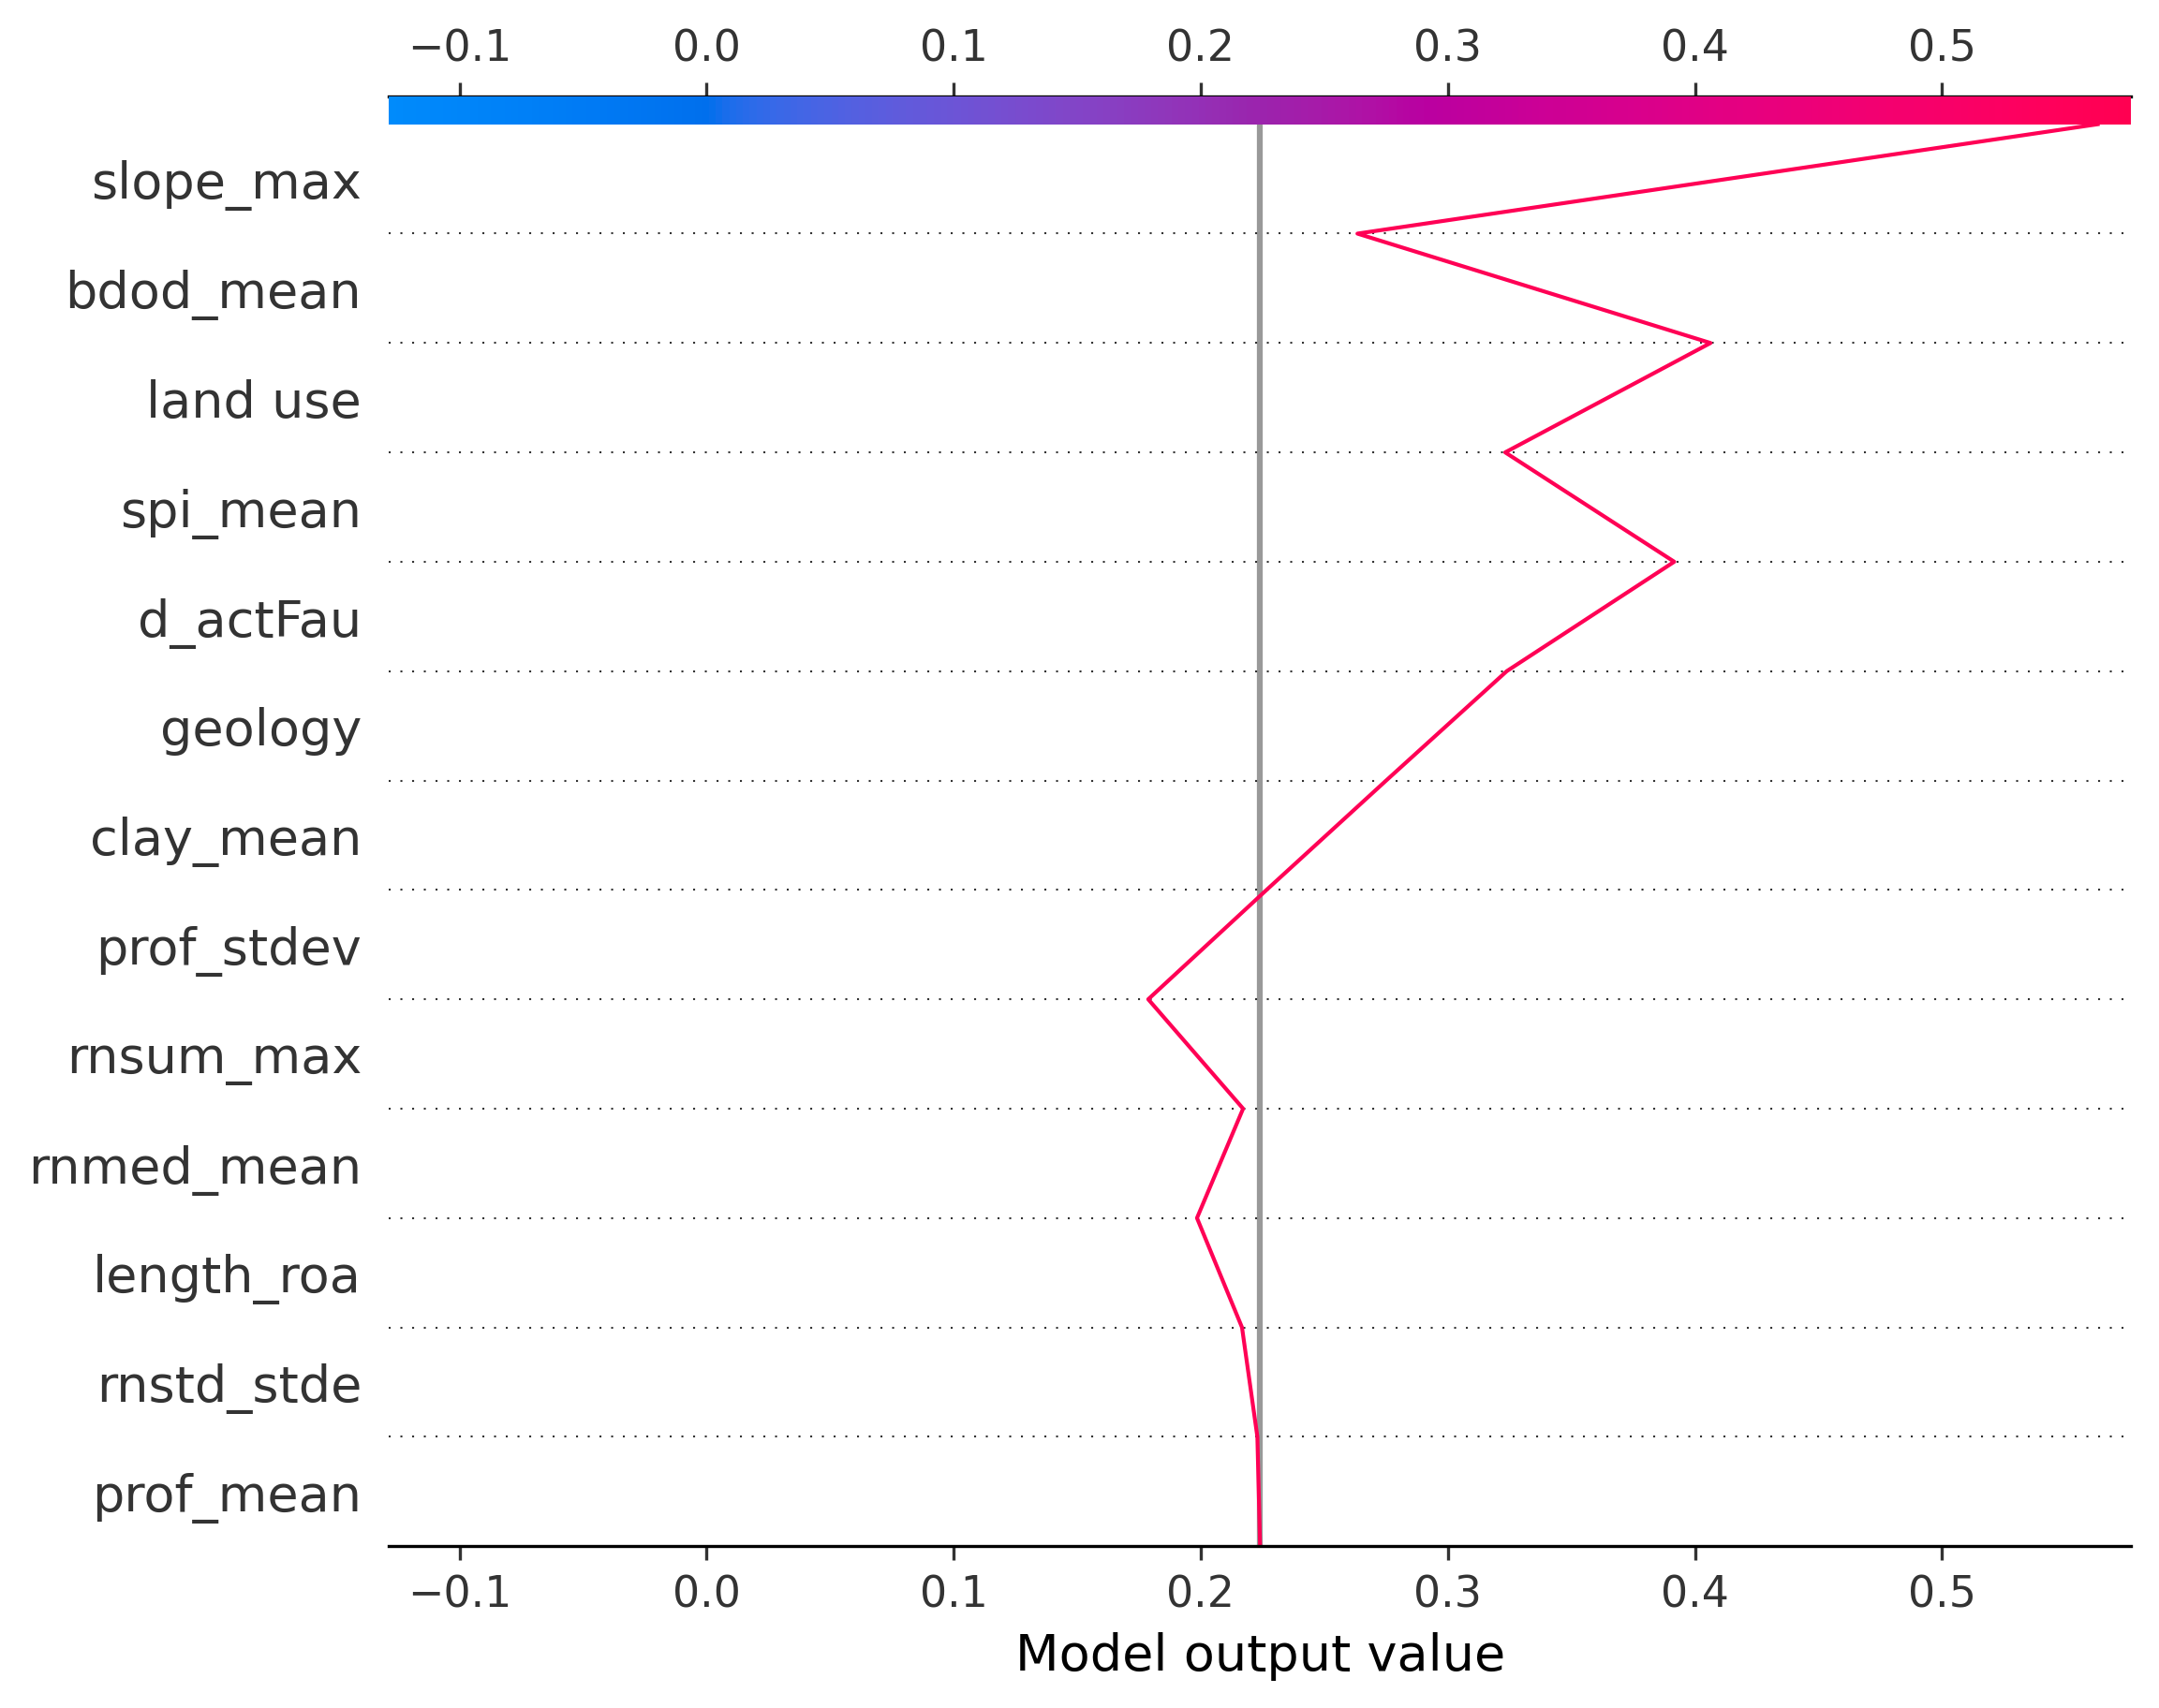 −0.1 0.0 0.1 0.2 0.3 0.4 0.5
slope_max
bdod_mean
land use
spi_mean
d_actFau
geology
clay_mean
prof_stdev
rnsum_max
rnmed_mean
length_roa
rnstd_stde
prof_mean
−0.1 0.0 0.1 0.2 0.3 0.4 0.5
Model output value